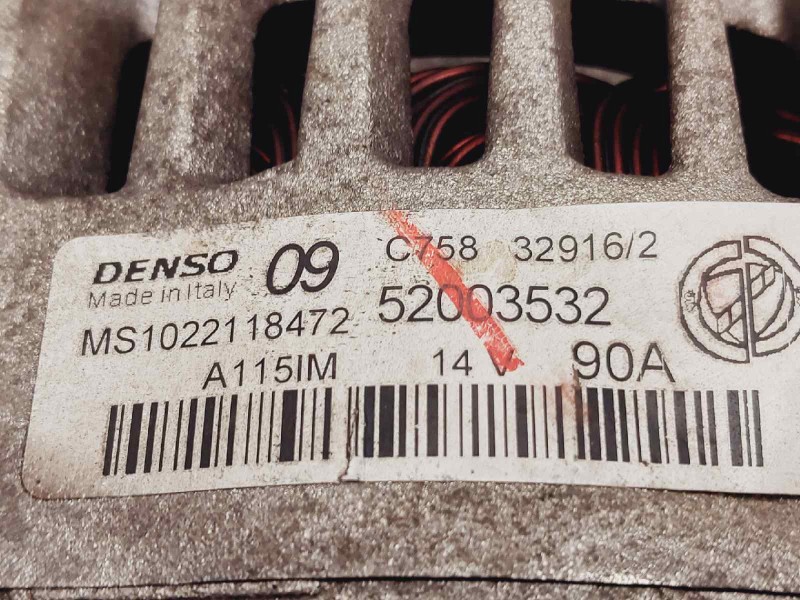 DENSO 09 C758 32916/2
Made in Italy
MS1022118472 52003532
A115IM 14 V 90A